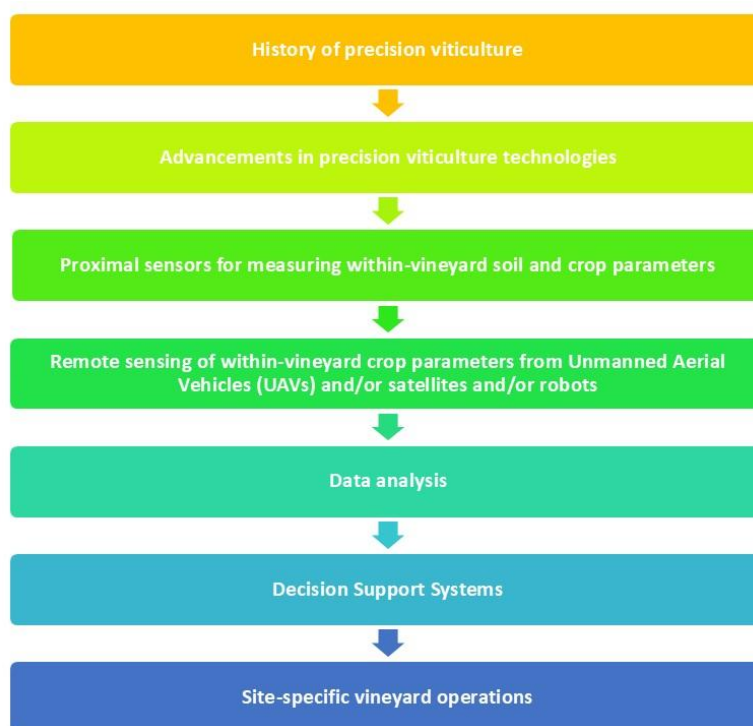 History of precision viticulture
Advancements in precision viticulture technologies
Proximal sensors for measuring within-vineyard soil and crop parameters
Remote sensing of within-vineyard crop parameters from Unmanned Aerial
Vehicles (UAVs) and/or satellites and/or robots
Data analysis
Decision Support Systems
Site-specific vineyard operations